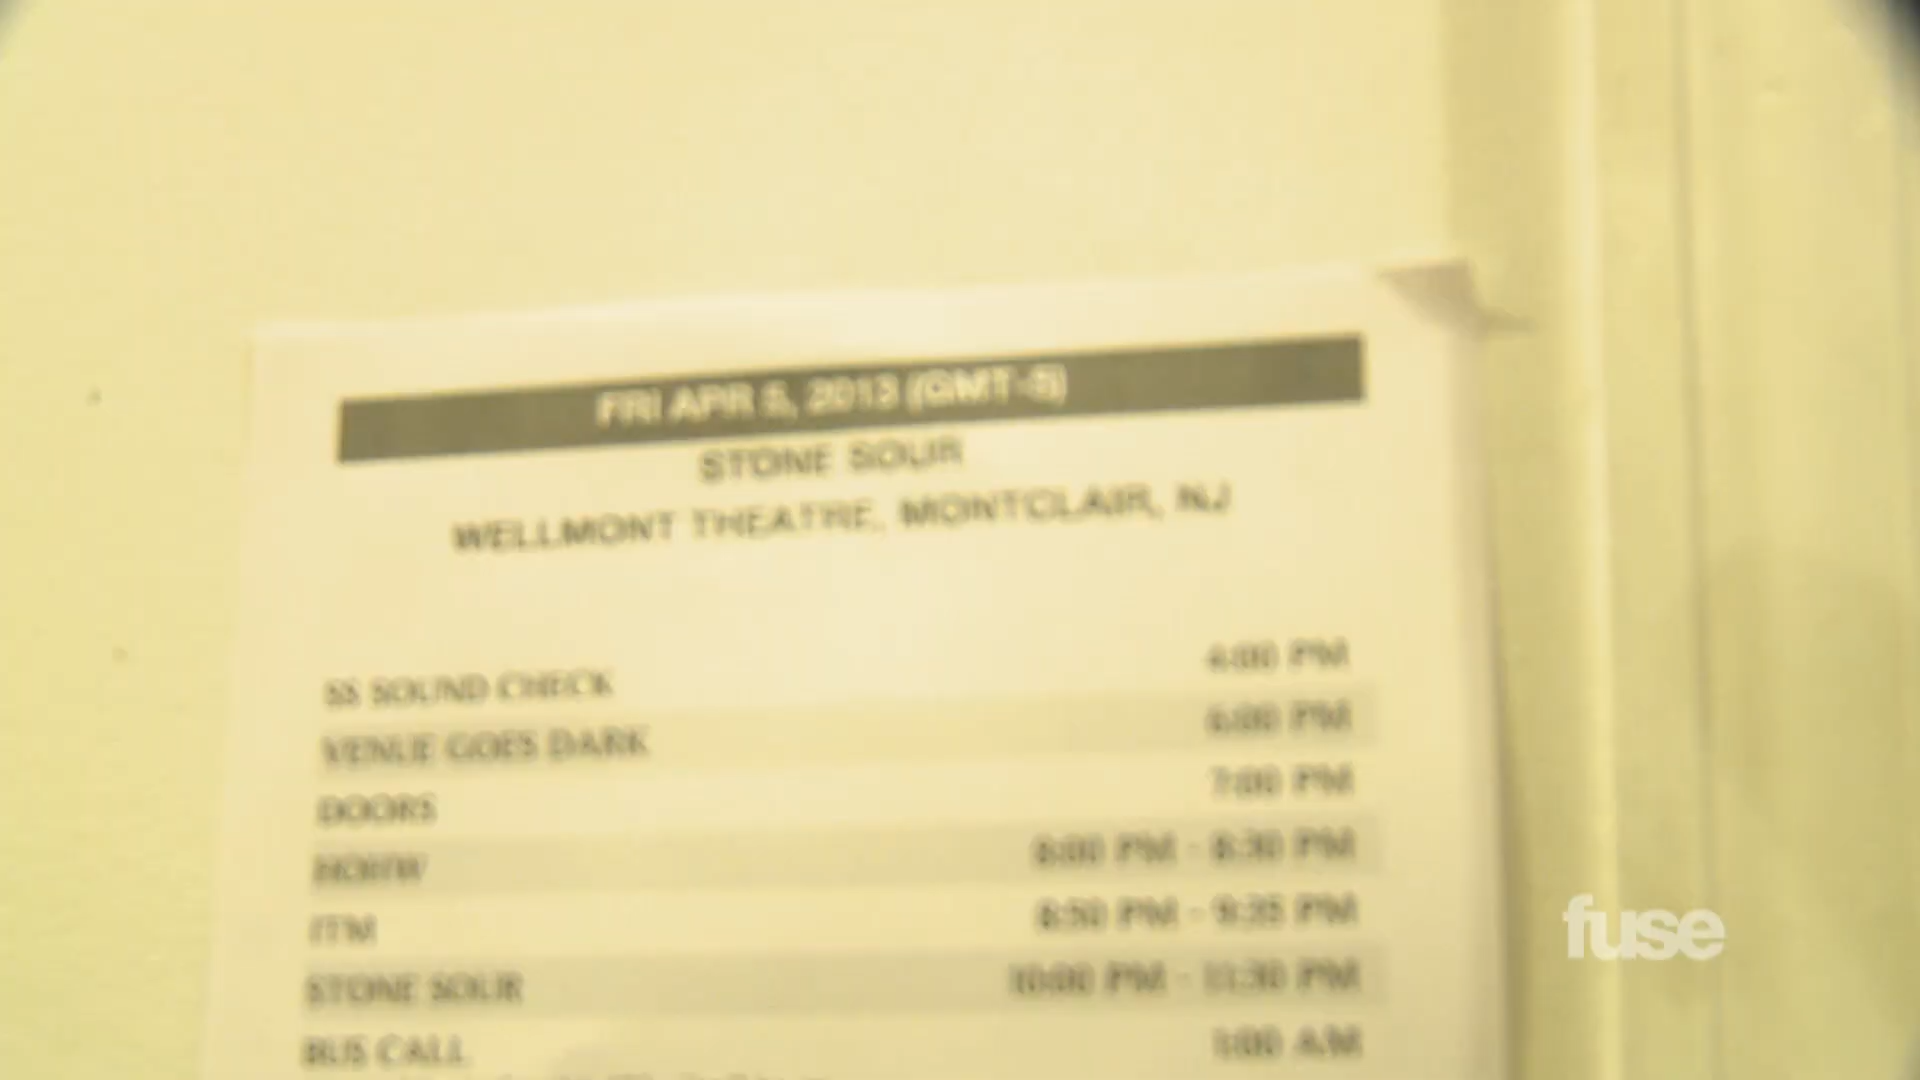 FRI APR 5, 2013 (GMT-5)
STONE SOUR
WELLMONT THEATRE, MONTCLAIR, NJ
SS SOUND CHECK 4:00 PM
VENUE GOES DARK 6:00 PM
DOORS 7:00 PM
HOHW 8:00 PM - 8:30 PM
ITM 8:50 PM - 9:35 PM
STONE SOUR 10:00 PM - 11:30 PM
BUS CALL 1:00 AM
fuse